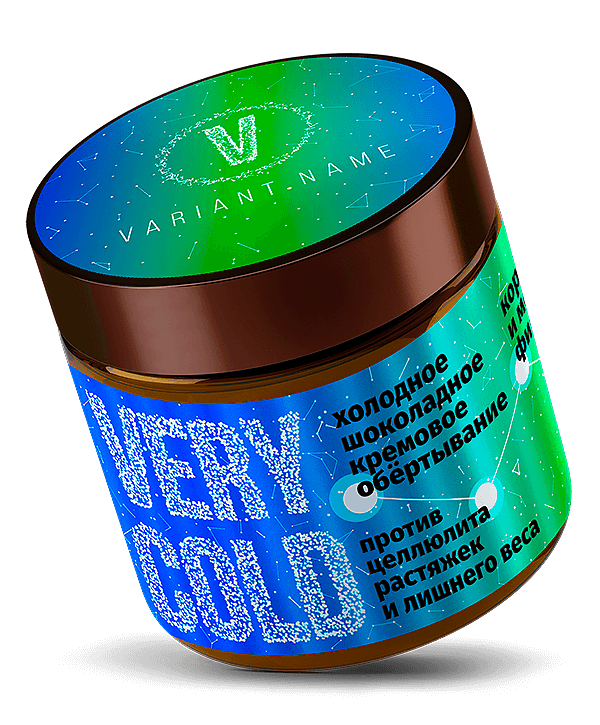 V
VARIANT NAME
VERY
COLD
холодное
шоколадное
кремовое
обёртывание
против
целлюлита
растяжек
и лишнего веса